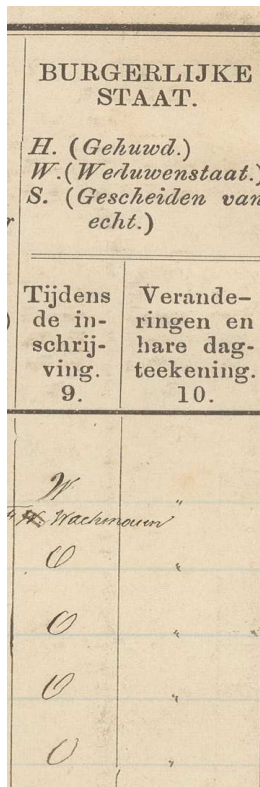 BURGERLIJKE
STAAT.
H. (Gehuwd.)
W. (Weduwenstaat.)
S. (Gescheiden van
echt.)
Tijdens
de in-
schrij-
ving.
9.
Verande-
ringen en
hare dag-
teekening.
10.
W "
O "
O "
O "
O "